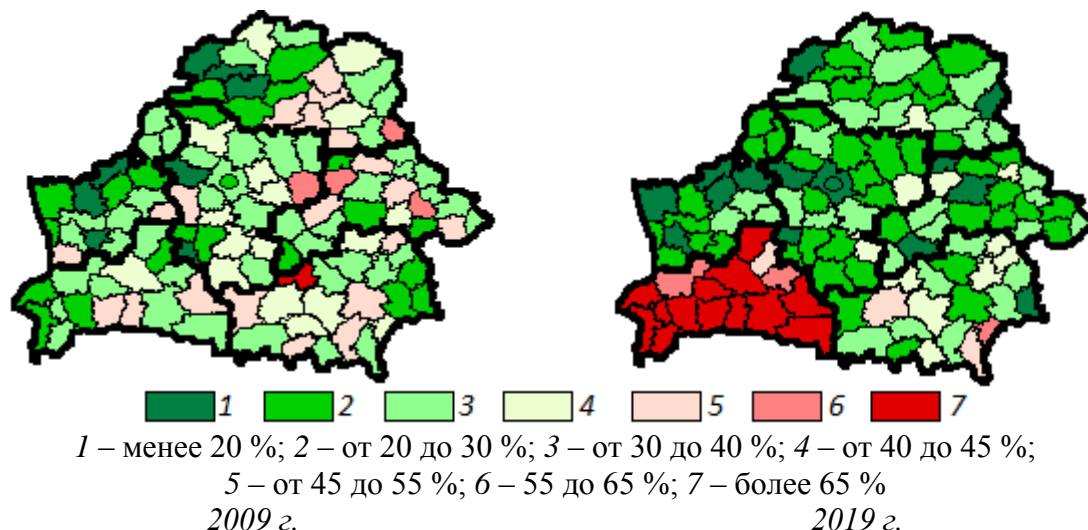 1 2 3 4 5 6 7
1 – менее 20 %; 2 – от 20 до 30 %; 3 – от 30 до 40 %; 4 – от 40 до 45 %;
5 – от 45 до 55 %; 6 – 55 до 65 %; 7 – более 65 %
2009 г. 2019 г.